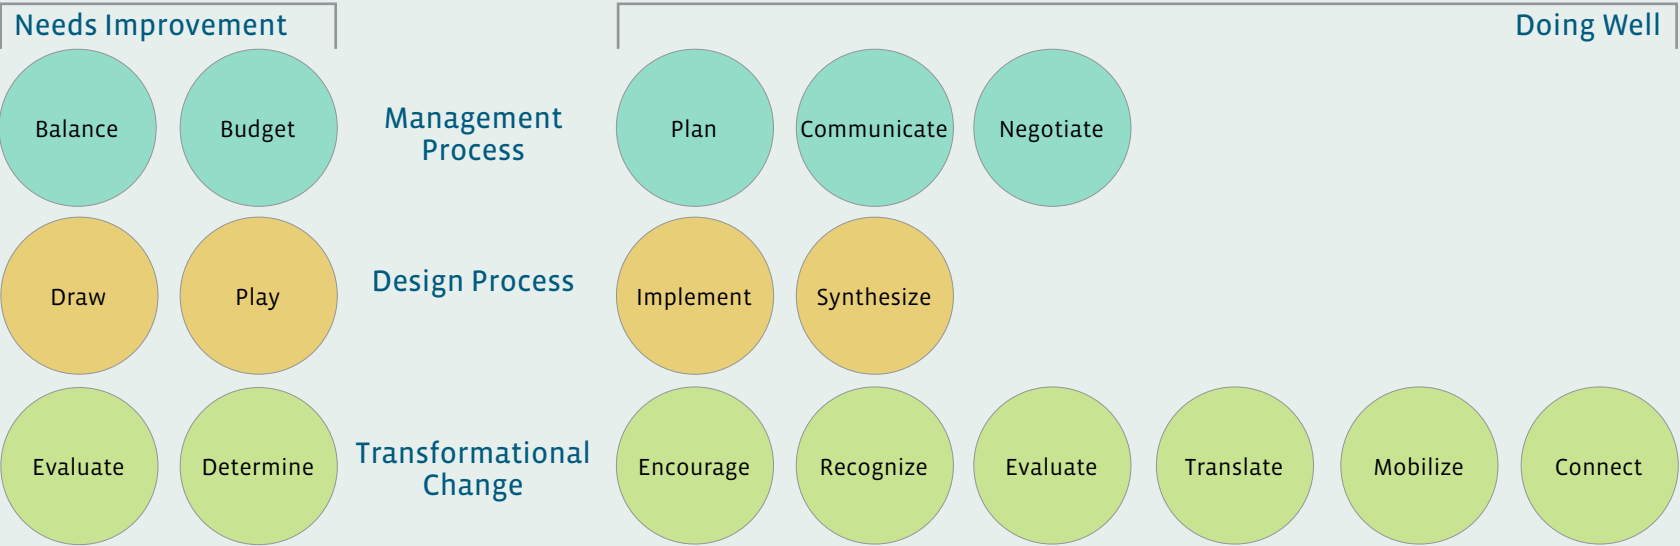 Needs Improvement
Doing Well
Balance
Budget
Management
Process
Plan
Communicate
Negotiate
Draw
Play
Design Process
Implement
Synthesize
Evaluate
Determine
Transformational
Change
Encourage
Recognize
Evaluate
Translate
Mobilize
Connect